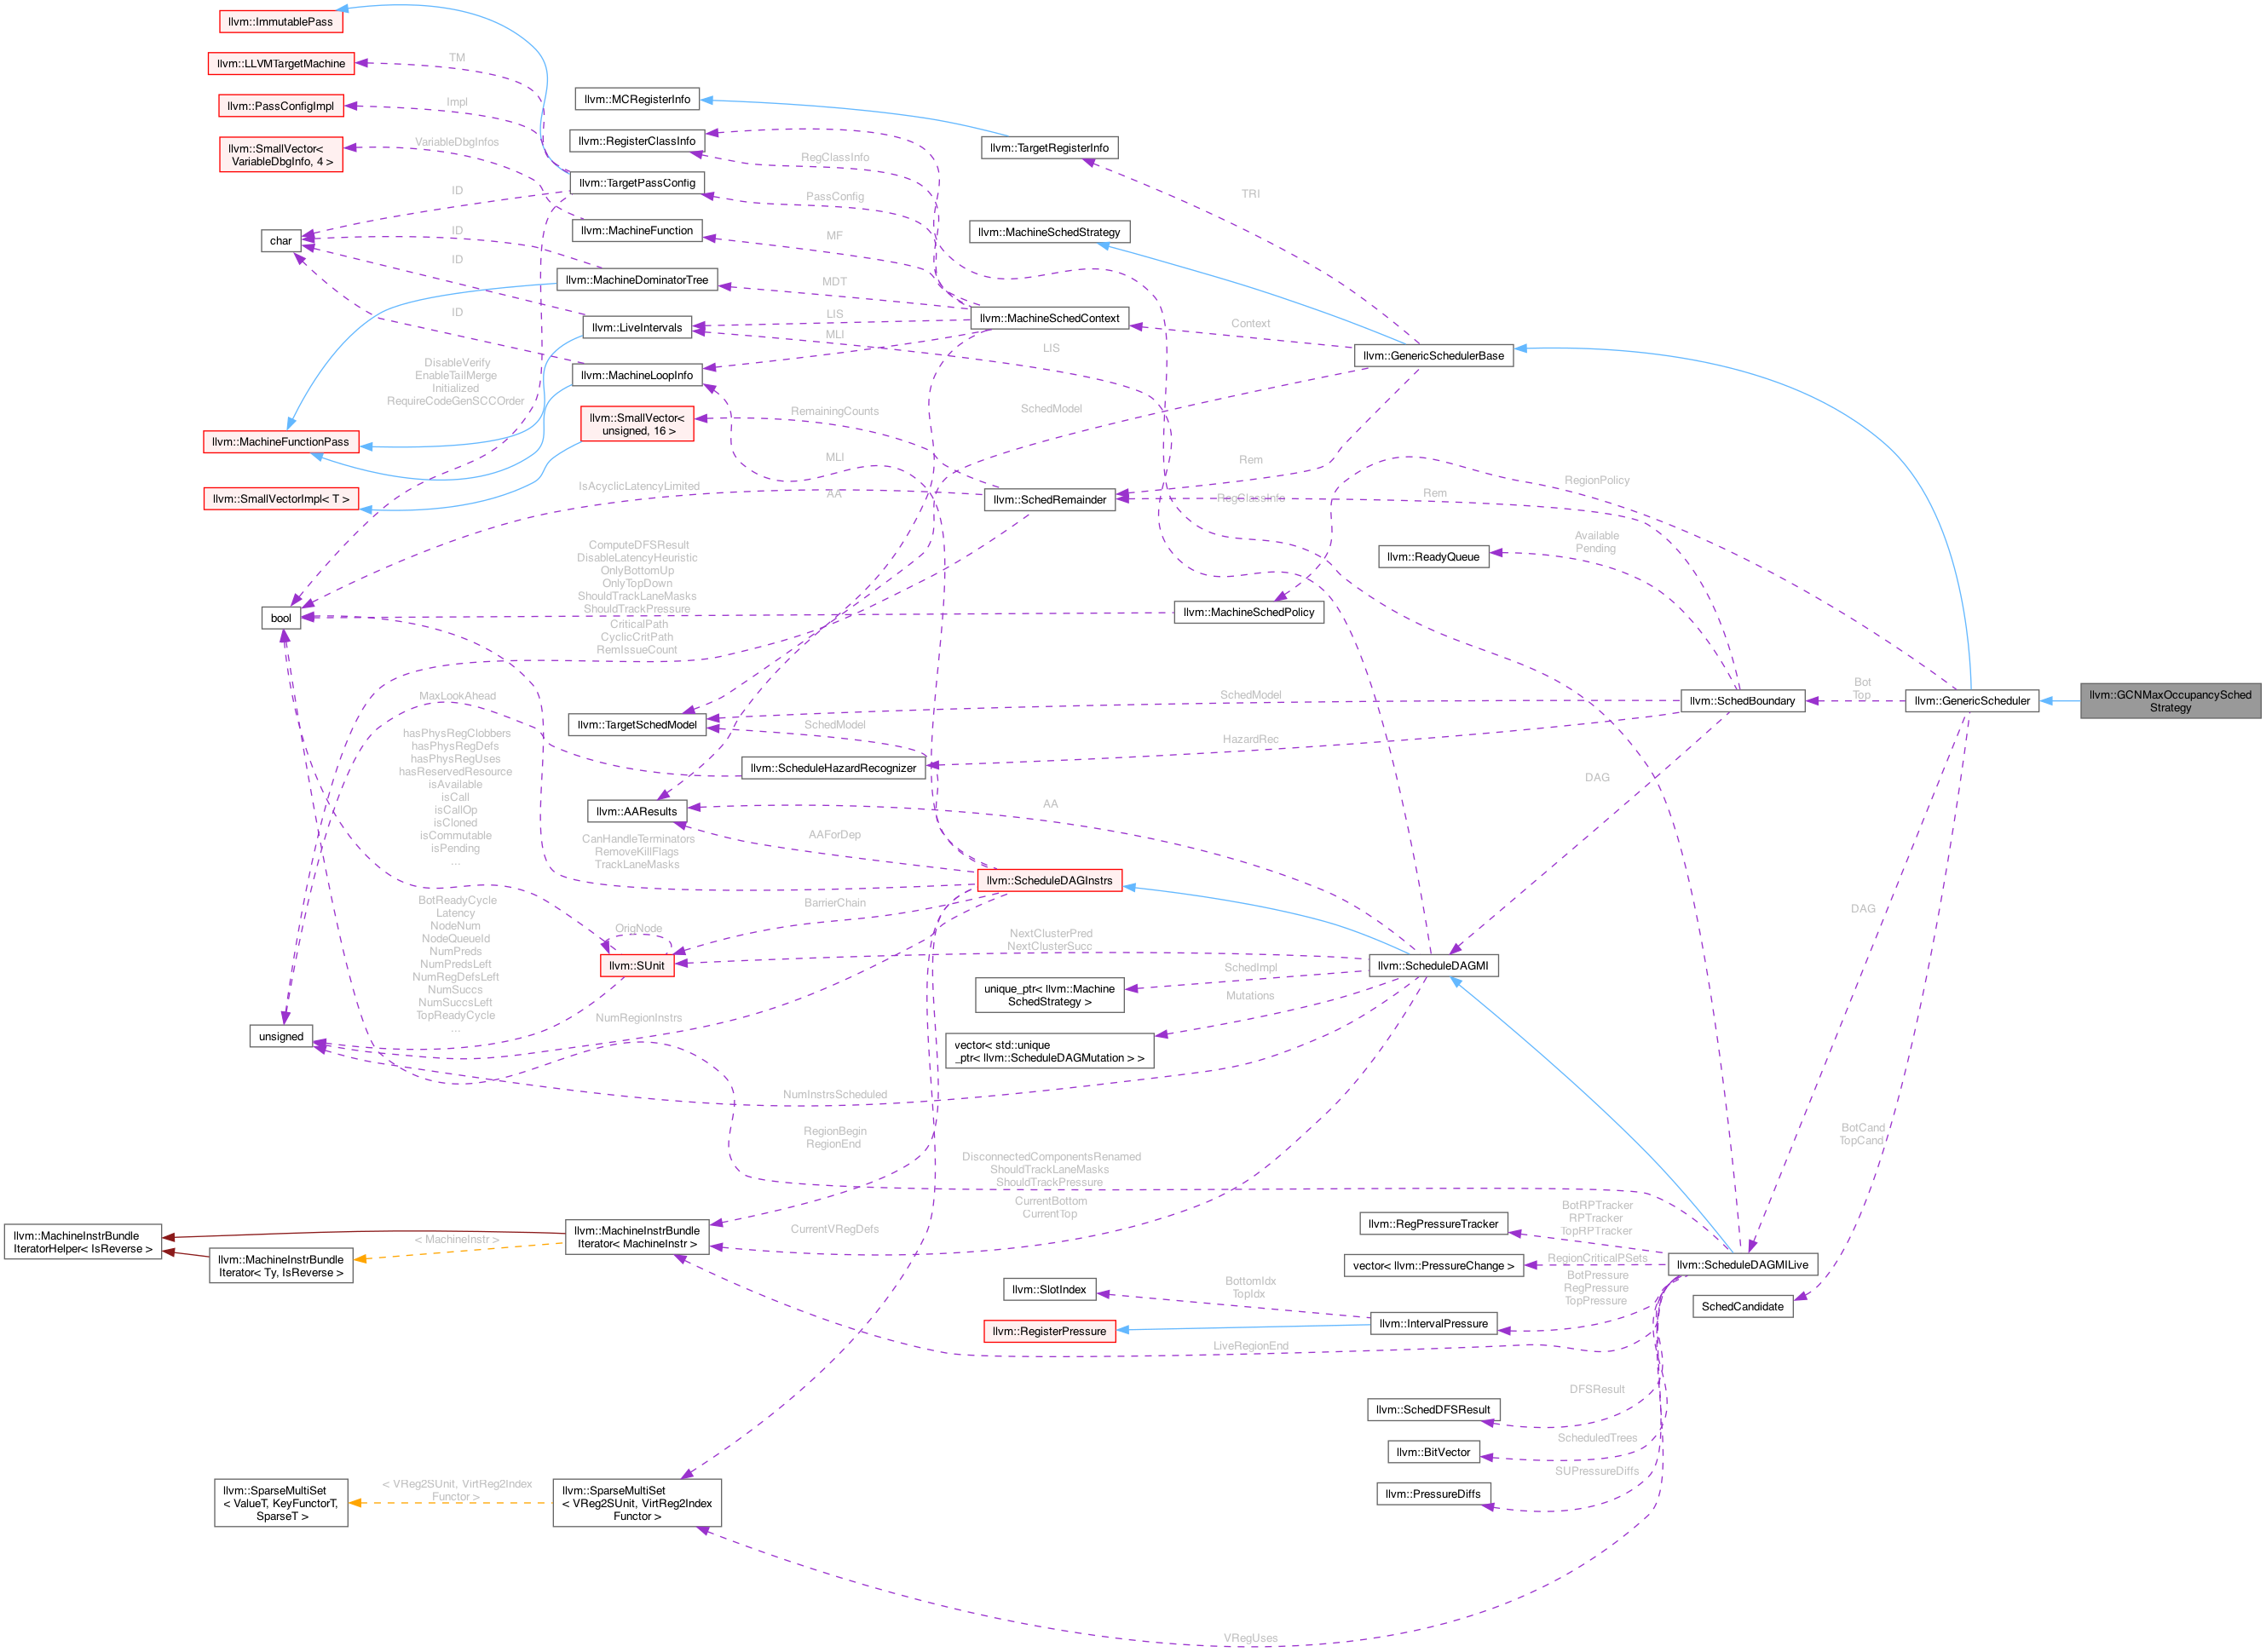 llvm::ImmutablePass
llvm::LLVMTargetMachine
TM
llvm::PassConfigImpl
Impl
llvm::MCRegisterInfo
llvm::SmallVector<
VariableDbgInfo, 4 >
VariableDbgInfos
llvm::RegisterClassInfo
RegClassInfo
llvm::TargetRegisterInfo
llvm::TargetPassConfig
PassConfig
TRI
ID
llvm::MachineFunction
MF
llvm::MachineSchedStrategy
char
ID
ID
llvm::MachineDominatorTree
MDT
ID
llvm::LiveIntervals
LIS
MLI
llvm::MachineSchedContext
Context
LIS
llvm::GenericSchedulerBase
DisableVerify
EnableTailMerge
Initialized
RequireCodeGenSCCOrder
llvm::MachineLoopInfo
llvm::SmallVector<
unsigned, 16 >
RemainingCounts
SchedModel
llvm::MachineFunctionPass
MLI
Rem
llvm::SmallVectorImpl< T >
IsAcyclicLatencyLimited
AA
llvm::SchedRemainder
RegClassInfo
Rem
RegionPolicy
ComputeDFSResult
DisableLatencyHeuristic
OnlyBottomUp
OnlyTopDown
ShouldTrackLaneMasks
ShouldTrackPressure
llvm::ReadyQueue
Available
Pending
bool
llvm::MachineSchedPolicy
CriticalPath
CyclicCritPath
RemIssueCount
MaxLookAhead
llvm::TargetSchedModel
SchedModel
SchedModel
llvm::SchedBoundary
Bot
Top
llvm::GenericScheduler
llvm::GCNMaxOccupancySched
Strategy
HazardRec
llvm::ScheduleHazardRecognizer
hasPhysRegClobbers
hasPhysRegDefs
hasPhysRegUses
hasReservedResource
isAvailable
isCall
isCallOp
isCloned
isCommutable
isPending
...
DAG
llvm::AAResults
AA
AAForDep
CanHandleTerminators
RemoveKillFlags
TrackLaneMasks
llvm::ScheduleDAGInstrs
BarrierChain
DAG
BotReadyCycle
Latency
NodeNum
NodeQueueId
NumPreds
NumPredsLeft
NumRegDefsLeft
NumSuccs
NumSuccsLeft
TopReadyCycle
...
OrigNode
llvm::SUnit
NextClusterPred
NextClusterSucc
llvm::ScheduleDAGMI
SchedImpl
unique_ptr< llvm::Machine
SchedStrategy >
Mutations
unsigned
NumRegionInstrs
vector< std::unique
_ptr< llvm::ScheduleDAGMutation > >
NumInstrsScheduled
RegionBegin
RegionEnd
BotCand
TopCand
DisconnectedComponentsRenamed
ShouldTrackLaneMasks
ShouldTrackPressure
CurrentBottom
CurrentTop
llvm::MachineInstrBundle
IteratorHelper< IsReverse >
llvm::MachineInstrBundle
Iterator< Ty, IsReverse >
< MachineInstr >
llvm::MachineInstrBundle
Iterator< MachineInstr >
CurrentVRegDefs
llvm::RegPressureTracker
BotRPTracker
RPTracker
TopRPTracker
vector< llvm::PressureChange >
RegionCriticalPSets
llvm::ScheduleDAGMILive
BotPressure
RegPressure
TopPressure
SchedCandidate
llvm::SlotIndex
BottomIdx
TopIdx
llvm::RegisterPressure
llvm::IntervalPressure
LiveRegionEnd
llvm::SchedDFSResult
DFSResult
llvm::BitVector
ScheduledTrees
llvm::PressureDiffs
SUPressureDiffs
llvm::SparseMultiSet
< ValueT, KeyFunctorT,
SparseT >
< VReg2SUnit, VirtReg2Index
Functor >
llvm::SparseMultiSet
< VReg2SUnit, VirtReg2Index
Functor >
VRegUses